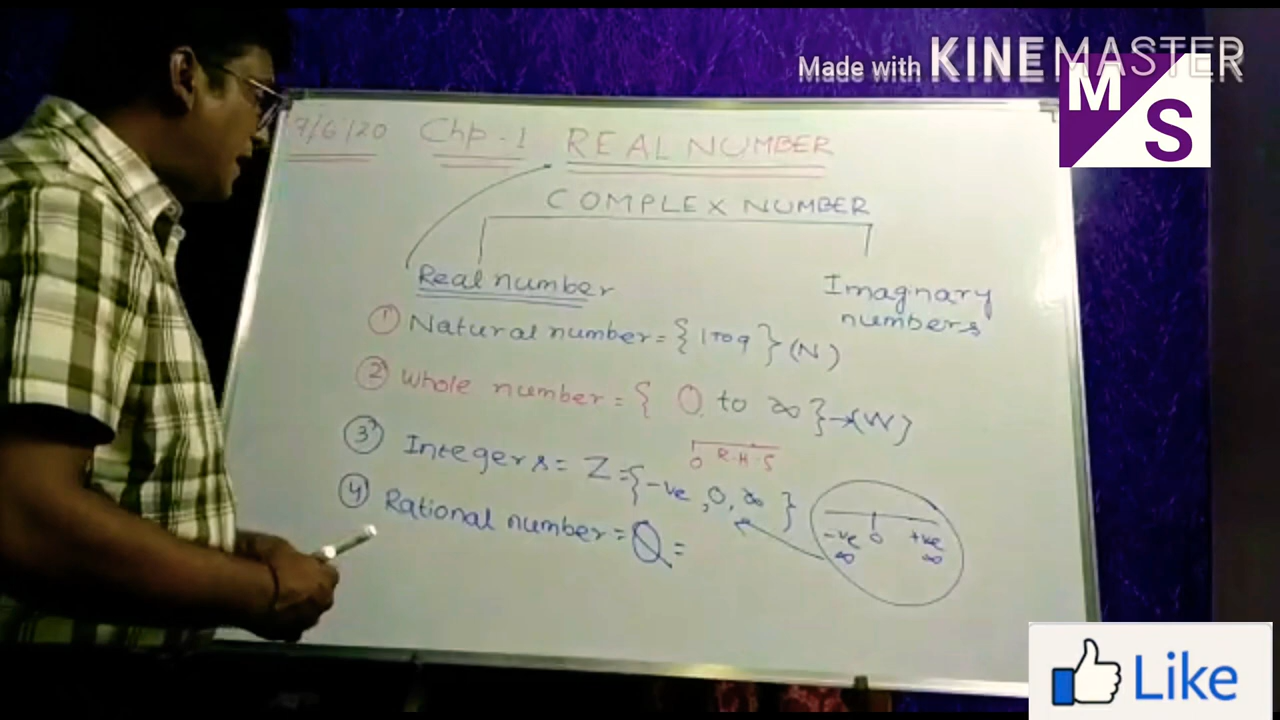 Made with KINEMASTER
M
S
7/6/20 Chp-1 REAL NUMBER
COMPLEX NUMBER
Real number
Imagnary
numbers
① Natural number = {1 TO 9} (N)
② Whole number = { 0 to ∞} → (W)
0 R.H.S
③ Integers = Z = {-ve, 0, ∞ }
-ve 0 +ve
∞ ∞
④ Rational number = Q =
Like